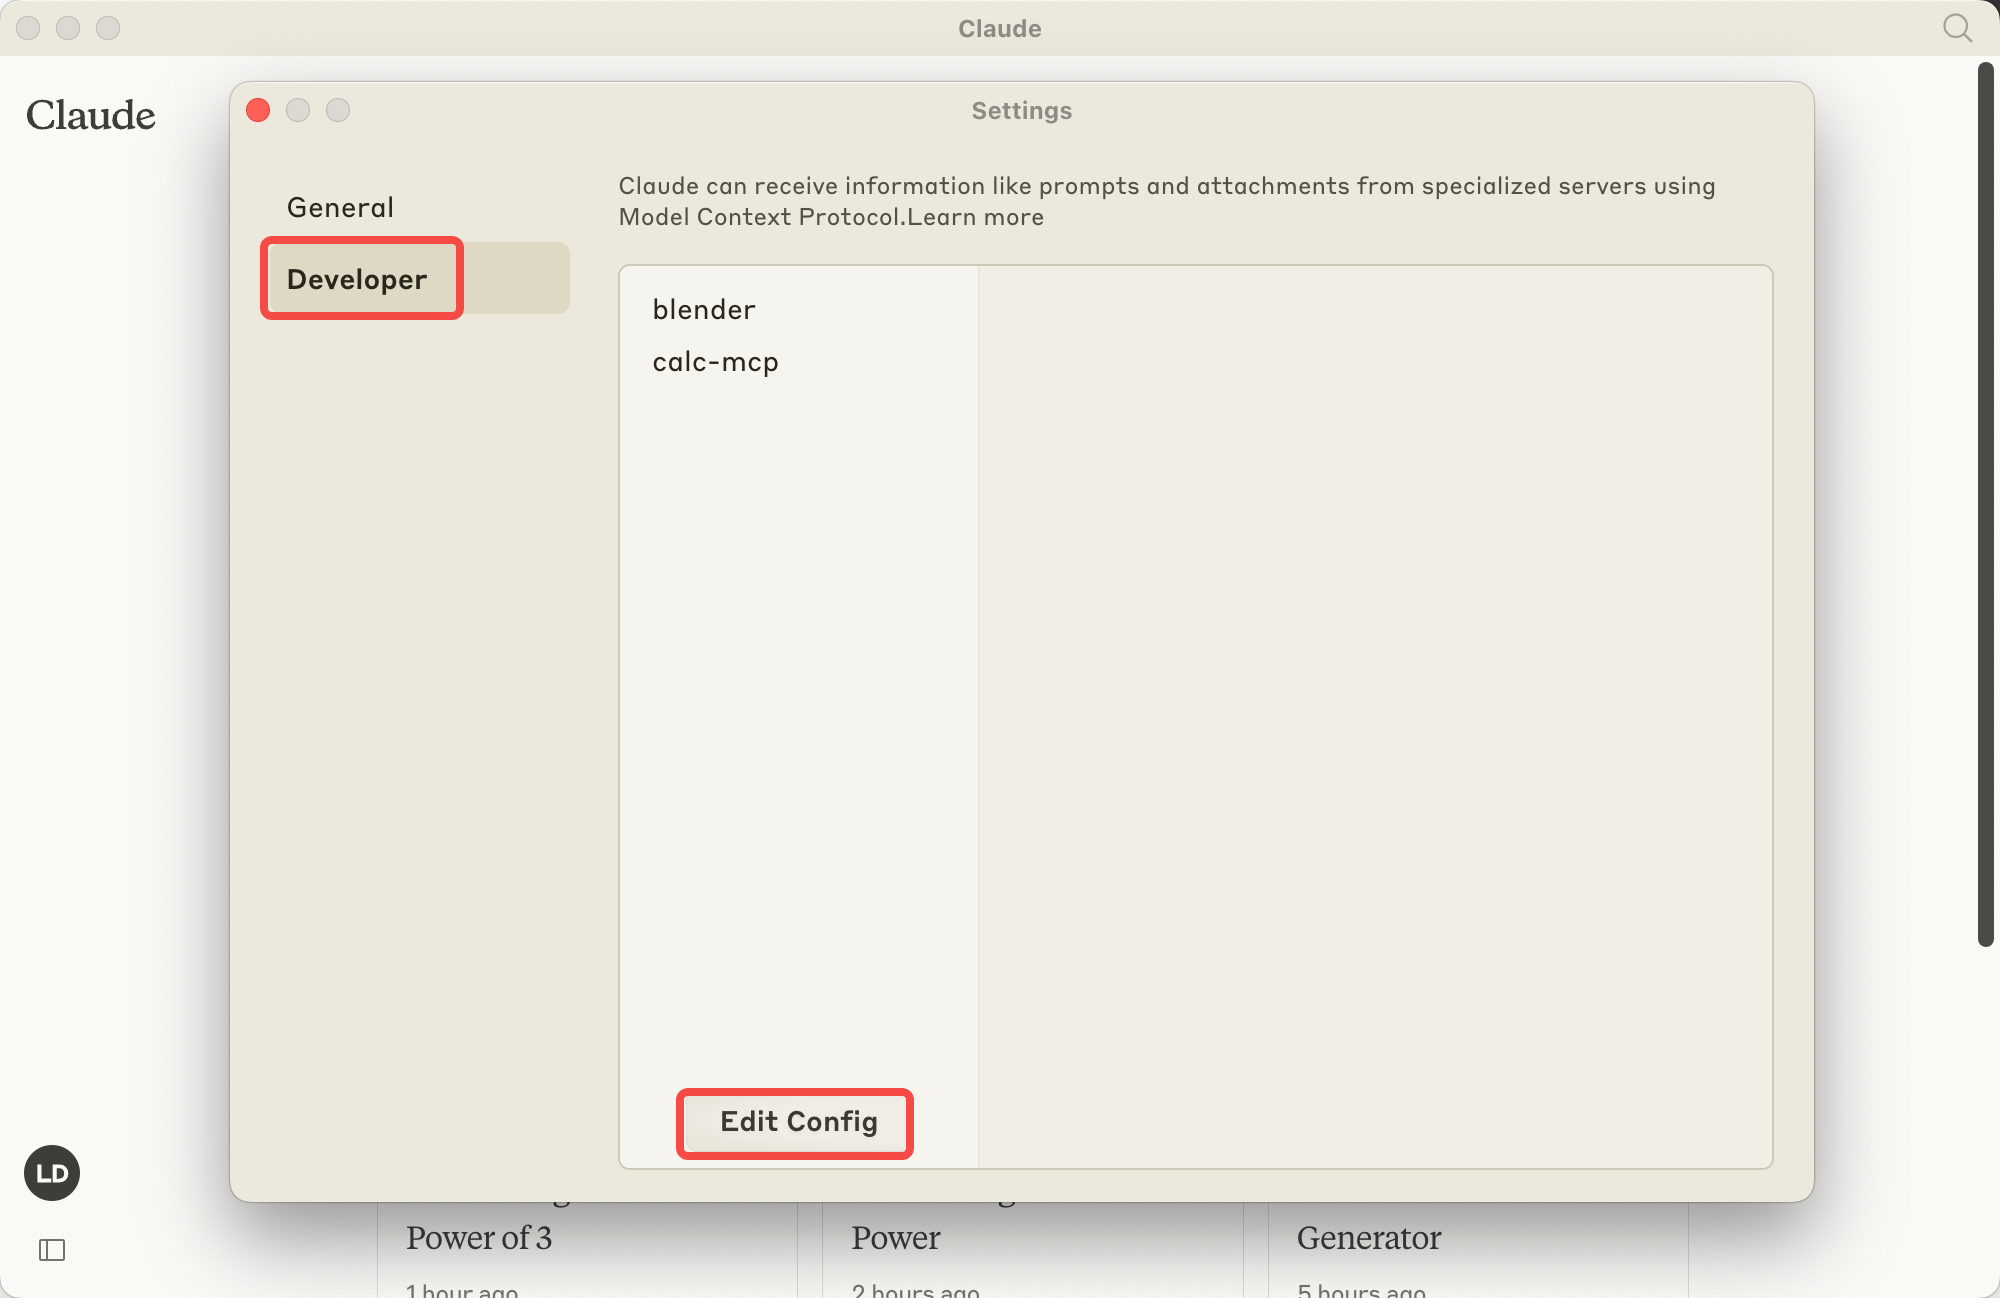 Claude
Claude
Settings
General
Developer
Claude can receive information like prompts and attachments from specialized servers using
Model Context Protocol.Learn more
blender
calc-mcp
Edit Config
LD
Power of 3
Power
Generator
1 hour ago
2 hours ago
5 hours ago